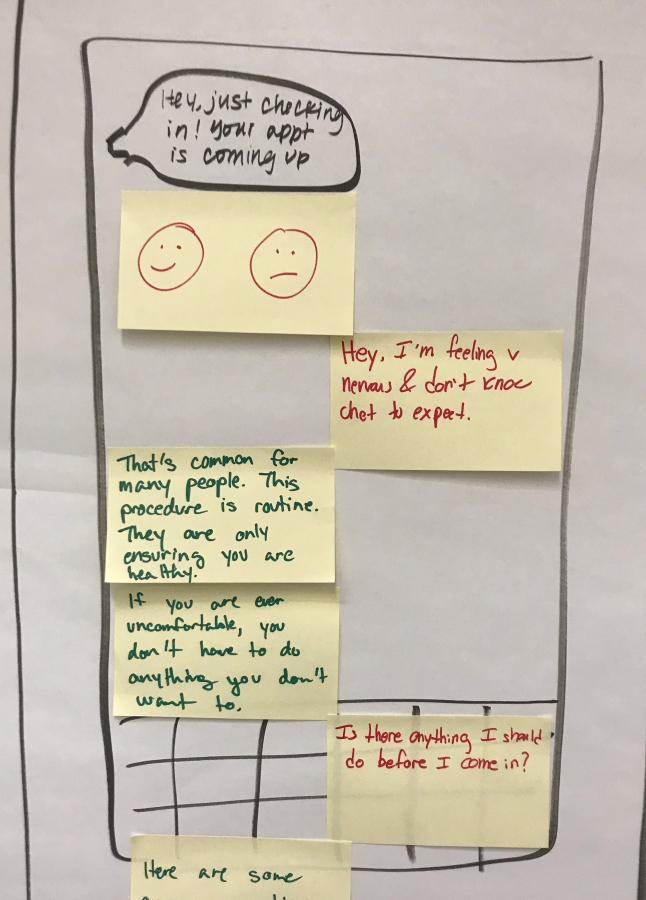 Hey, just checking
in! Your appt
is coming up
Hey, I'm feeling v
nervous & don't know
what to expect.
That's common for
many people. This
procedure is routine.
They are only
ensuring you are
healthy.
If you are ever
uncomfortable, you
don't have to do
anything you don't
want to.
Is there anything I should
do before I come in?
Here are some